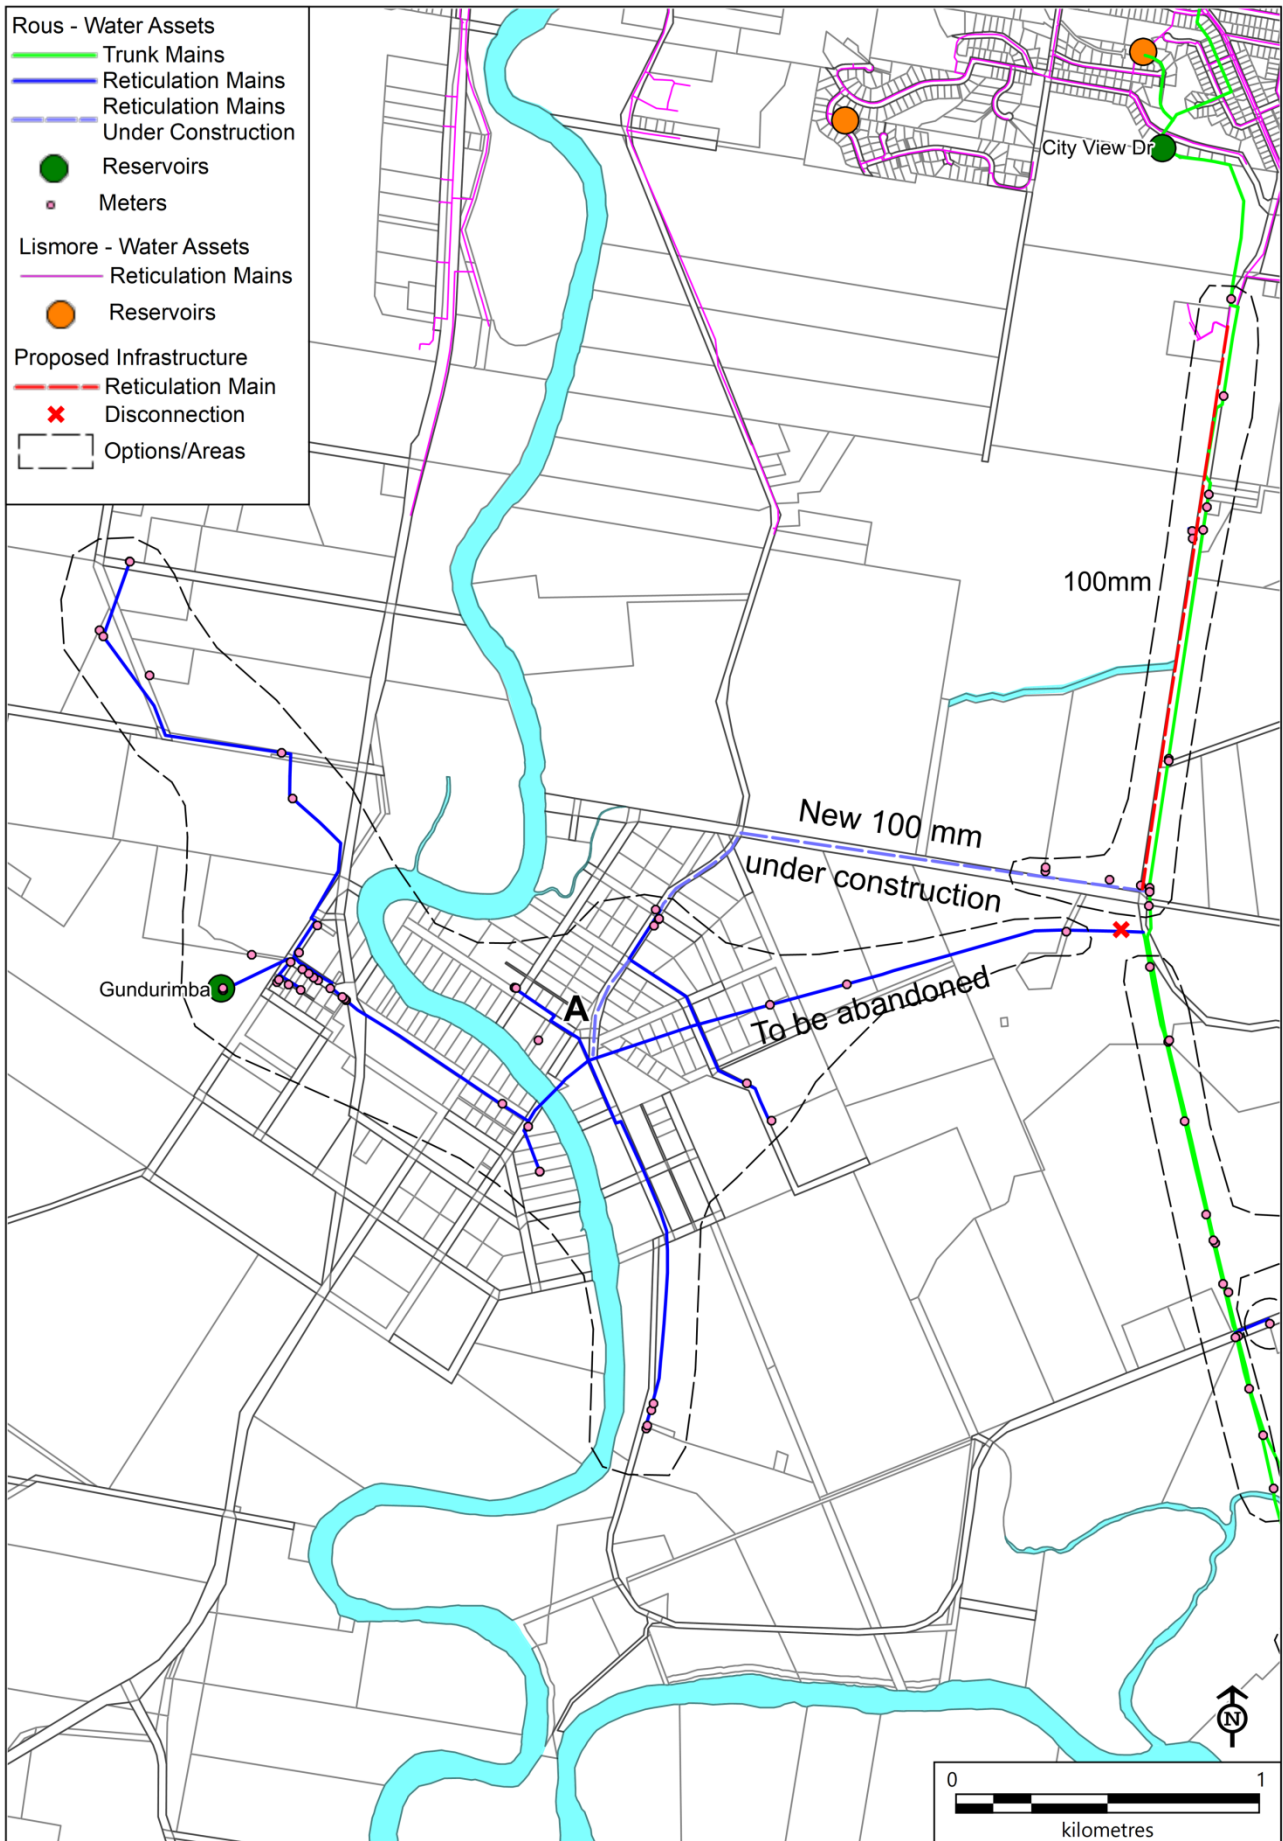 Rous - Water Assets
Trunk Mains
Reticulation Mains
Reticulation Mains
Under Construction
Reservoirs
Meters
Lismore - Water Assets
Reticulation Mains
Reservoirs
Proposed Infrastructure
Reticulation Main
Disconnection
Options/Areas
City View Dr
100mm
New 100 mm
under construction
Gundurimba
A
To be abandoned
N
0 1
kilometres